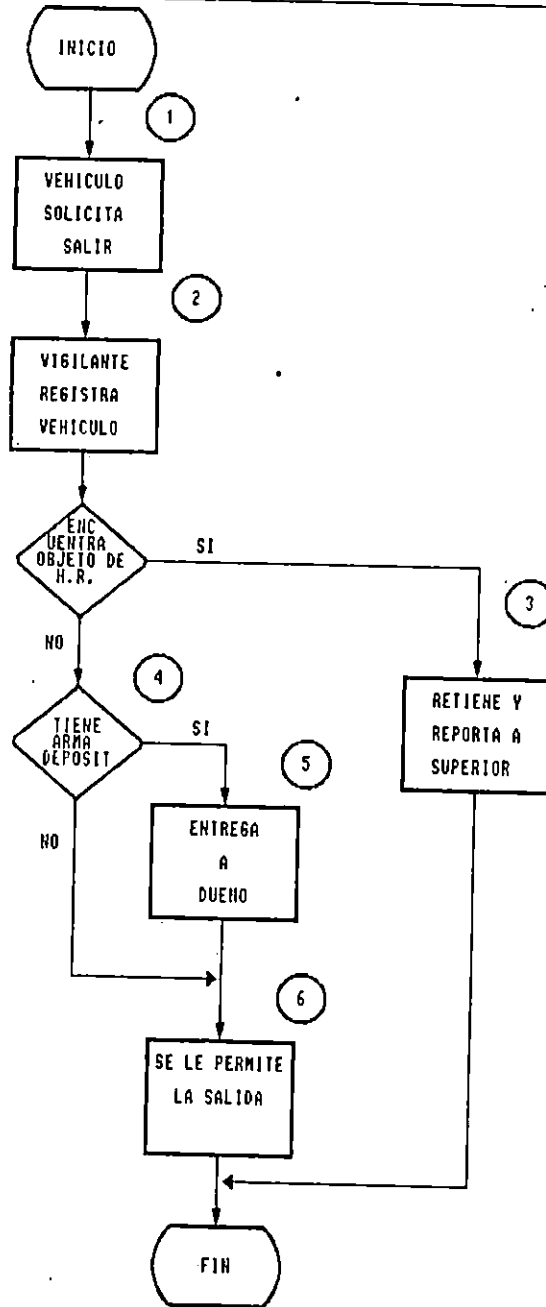 INICIO
1
VEHICULO
SOLICITA
SALIR
2
VIGILANTE
REGISTRA
VEHICULO
ENC
UENTRA
OBJETO DE
H.R.
SI
3
NO
RETIENE Y
REPORTA A
SUPERIOR
4
TIENE
ARMA
DEPOSIT
SI
5
NO
ENTREGA
A
DUENO
6
SE LE PERMITE
LA SALIDA
FIN